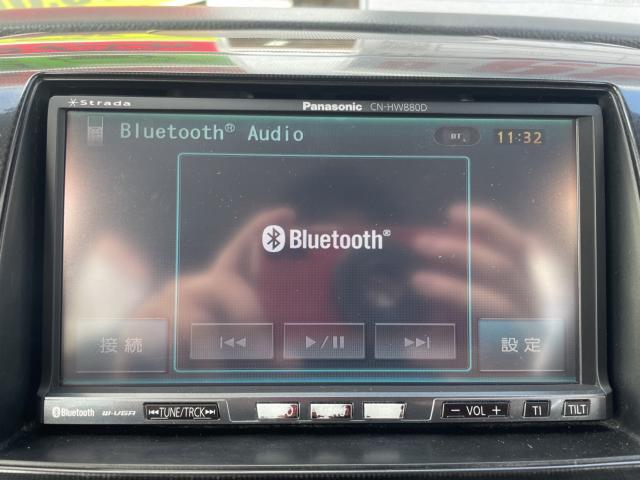 Strada
Panasonic CN-HW880D
Bluetooth® Audio
BT
11:32
Bluetooth®
接続
設定
Bluetooth
W-VGA
TUNE/TRCK
− VOL +
TI
TILT